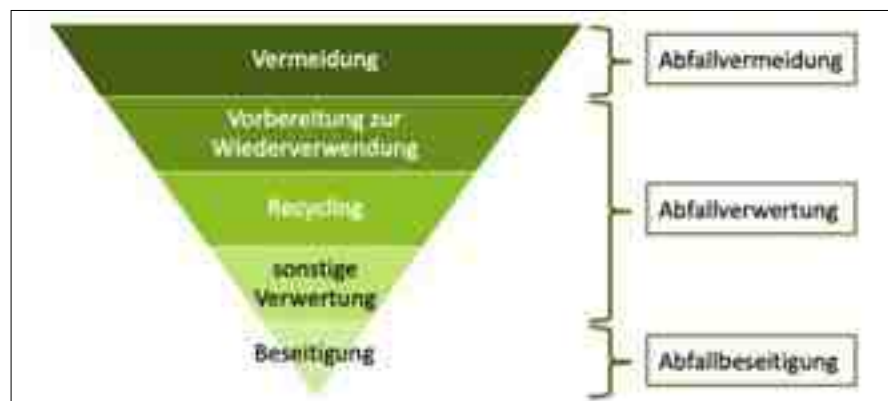 Vermeidung
Abfallvermeidung
Vorbereitung zur
Wiederverwendung
Recycling
Abfallverwertung
sonstige
Verwertung
Beseitigung
Abfallbeseitigung